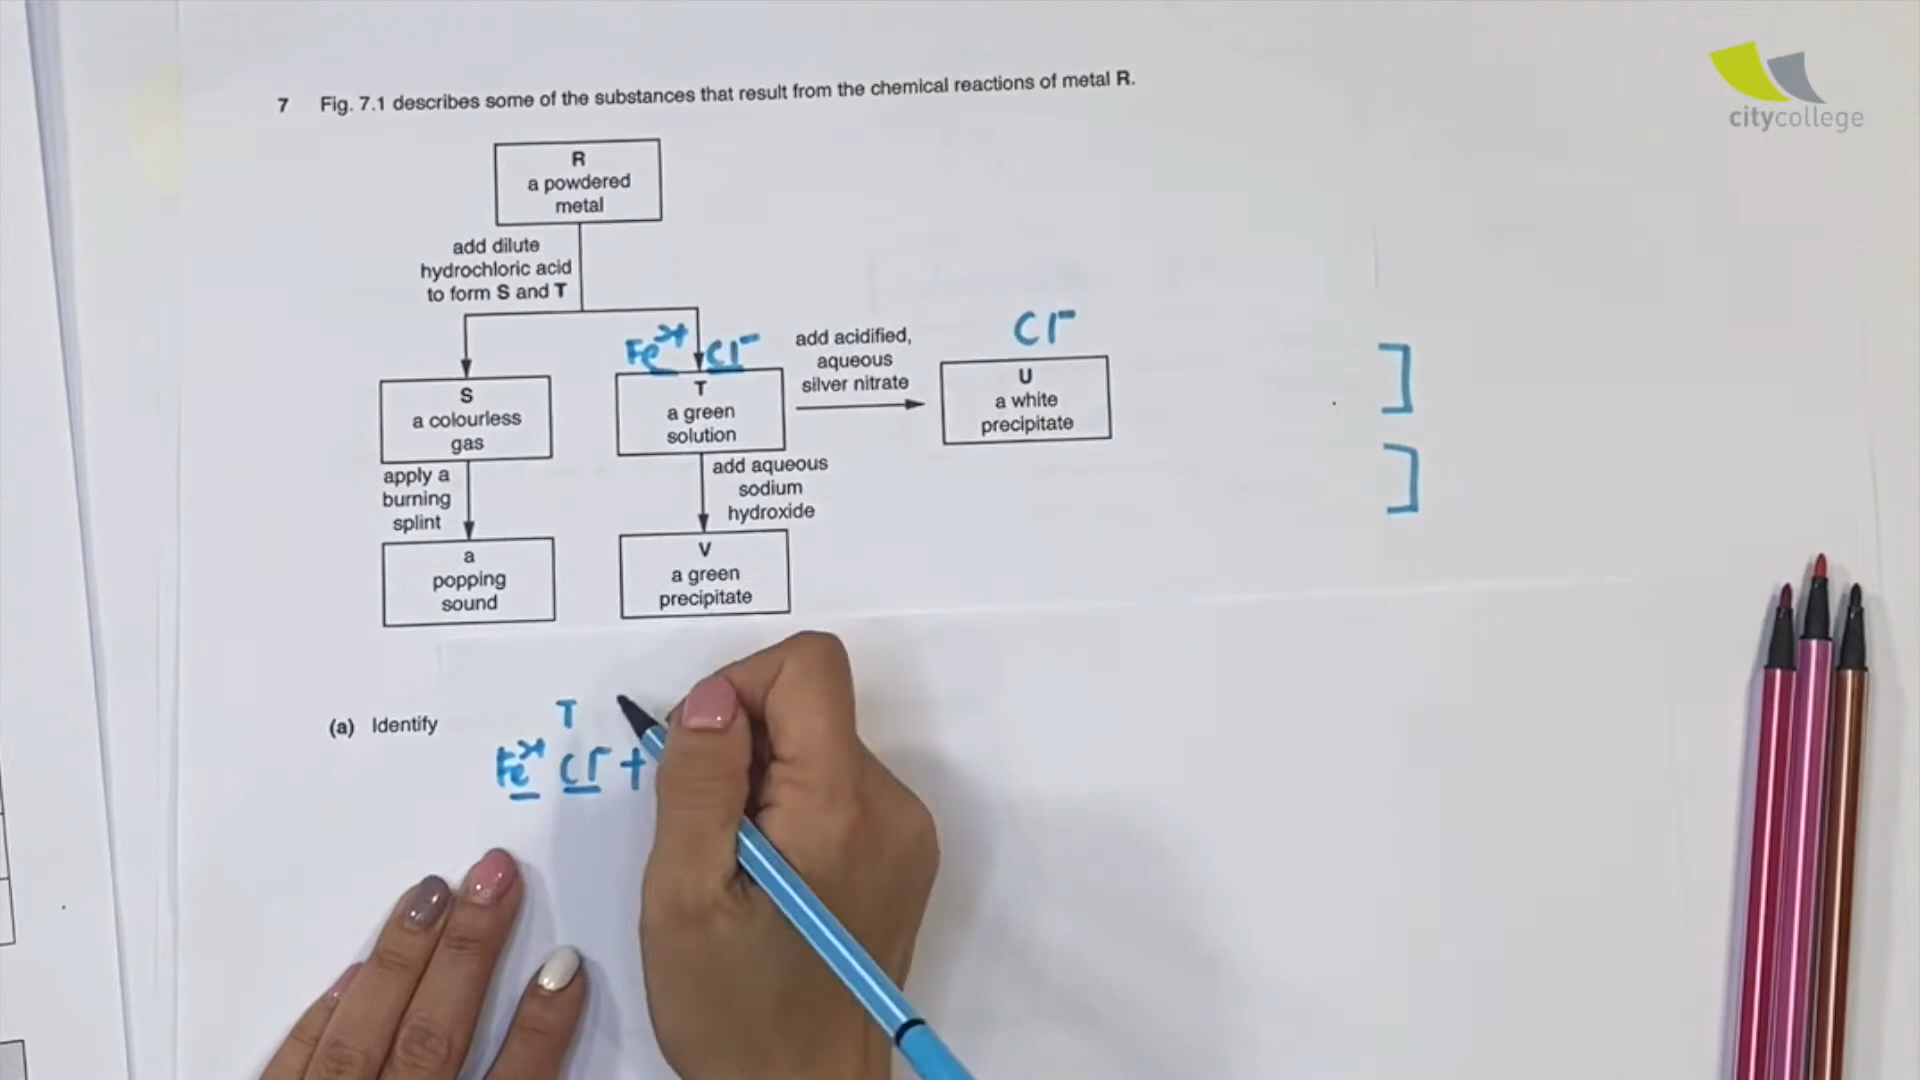 citycollege
7 Fig. 7.1 describes some of the substances that result from the chemical reactions of metal R.
R
a powdered
metal
add dilute
hydrochloric acid
to form S and T
Fe²⁺ Cl⁻
add acidified,
aqueous
silver nitrate
Cl⁻
S
a colourless
gas
T
a green
solution
U
a white
precipitate
]
]
apply a
burning
splint
add aqueous
sodium
hydroxide
a
popping
sound
V
a green
precipitate
(a) Identify
T
Fe²⁺ Cl⁻ +